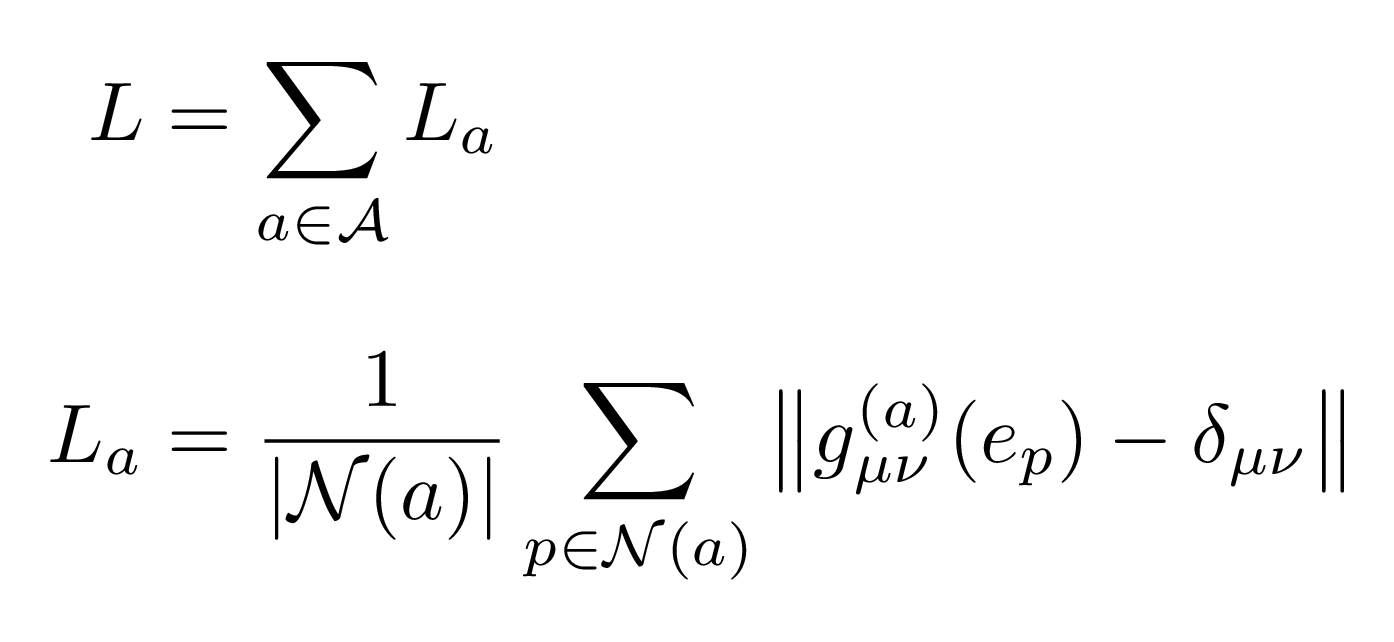 L = \sum_{a \in \mathcal{A}} L_a
L_a = \frac{1}{|\mathcal{N}(a)|} \sum_{p \in \mathcal{N}(a)} \left\| g_{\mu\nu}^{(a)}(e_p) - \delta_{\mu\nu} \right\|